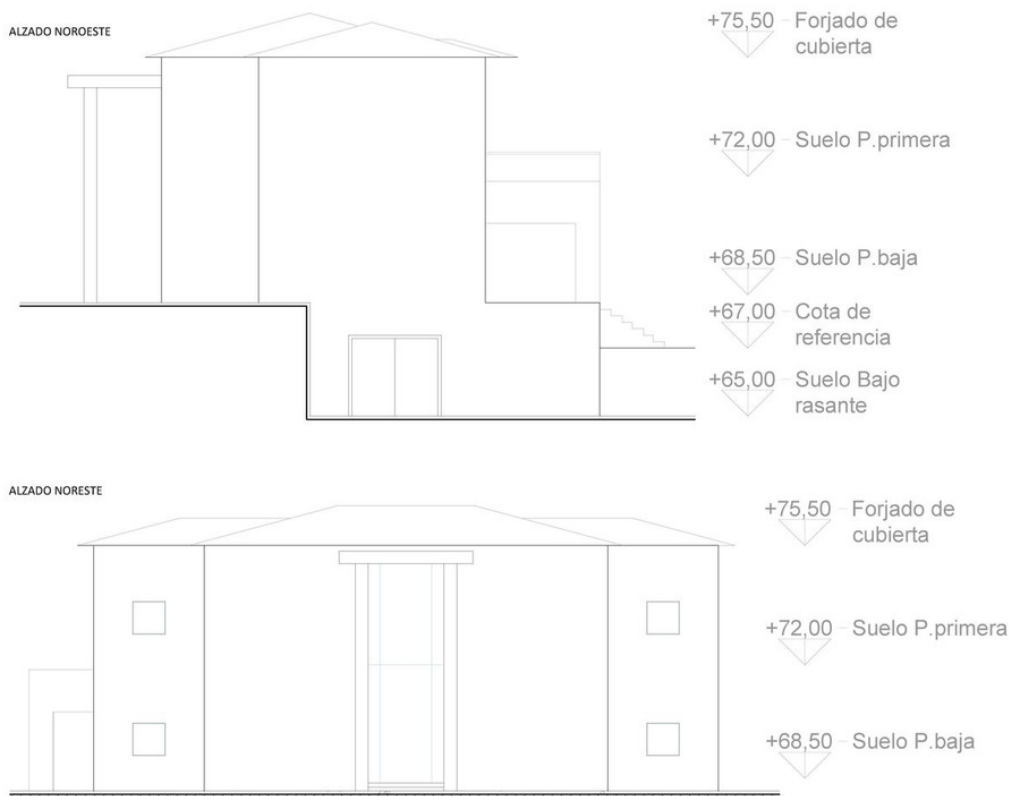 ALZADO NOROESTE
+75,50 Forjado de
cubierta
+72,00 Suelo P.primera
+68,50 Suelo P.baja
+67,00 Cota de
referencia
+65,00 Suelo Bajo
rasante
ALZADO NORESTE
+75,50 Forjado de
cubierta
+72,00 Suelo P.primera
+68,50 Suelo P.baja